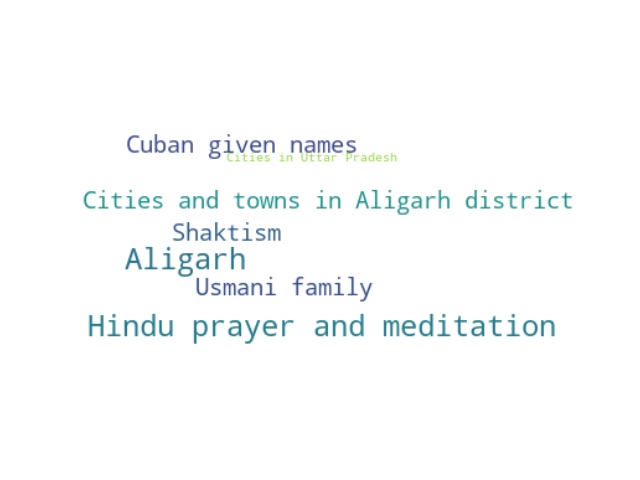 Cuban given names
Cities in Uttar Pradesh
Cities and towns in Aligarh district
Shaktism
Aligarh
Usmani family
Hindu prayer and meditation